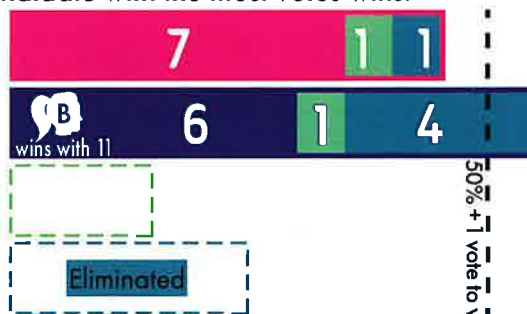 7 1 1
B
wins with 11
6 1 4
Eliminated
50% + 1 vote to